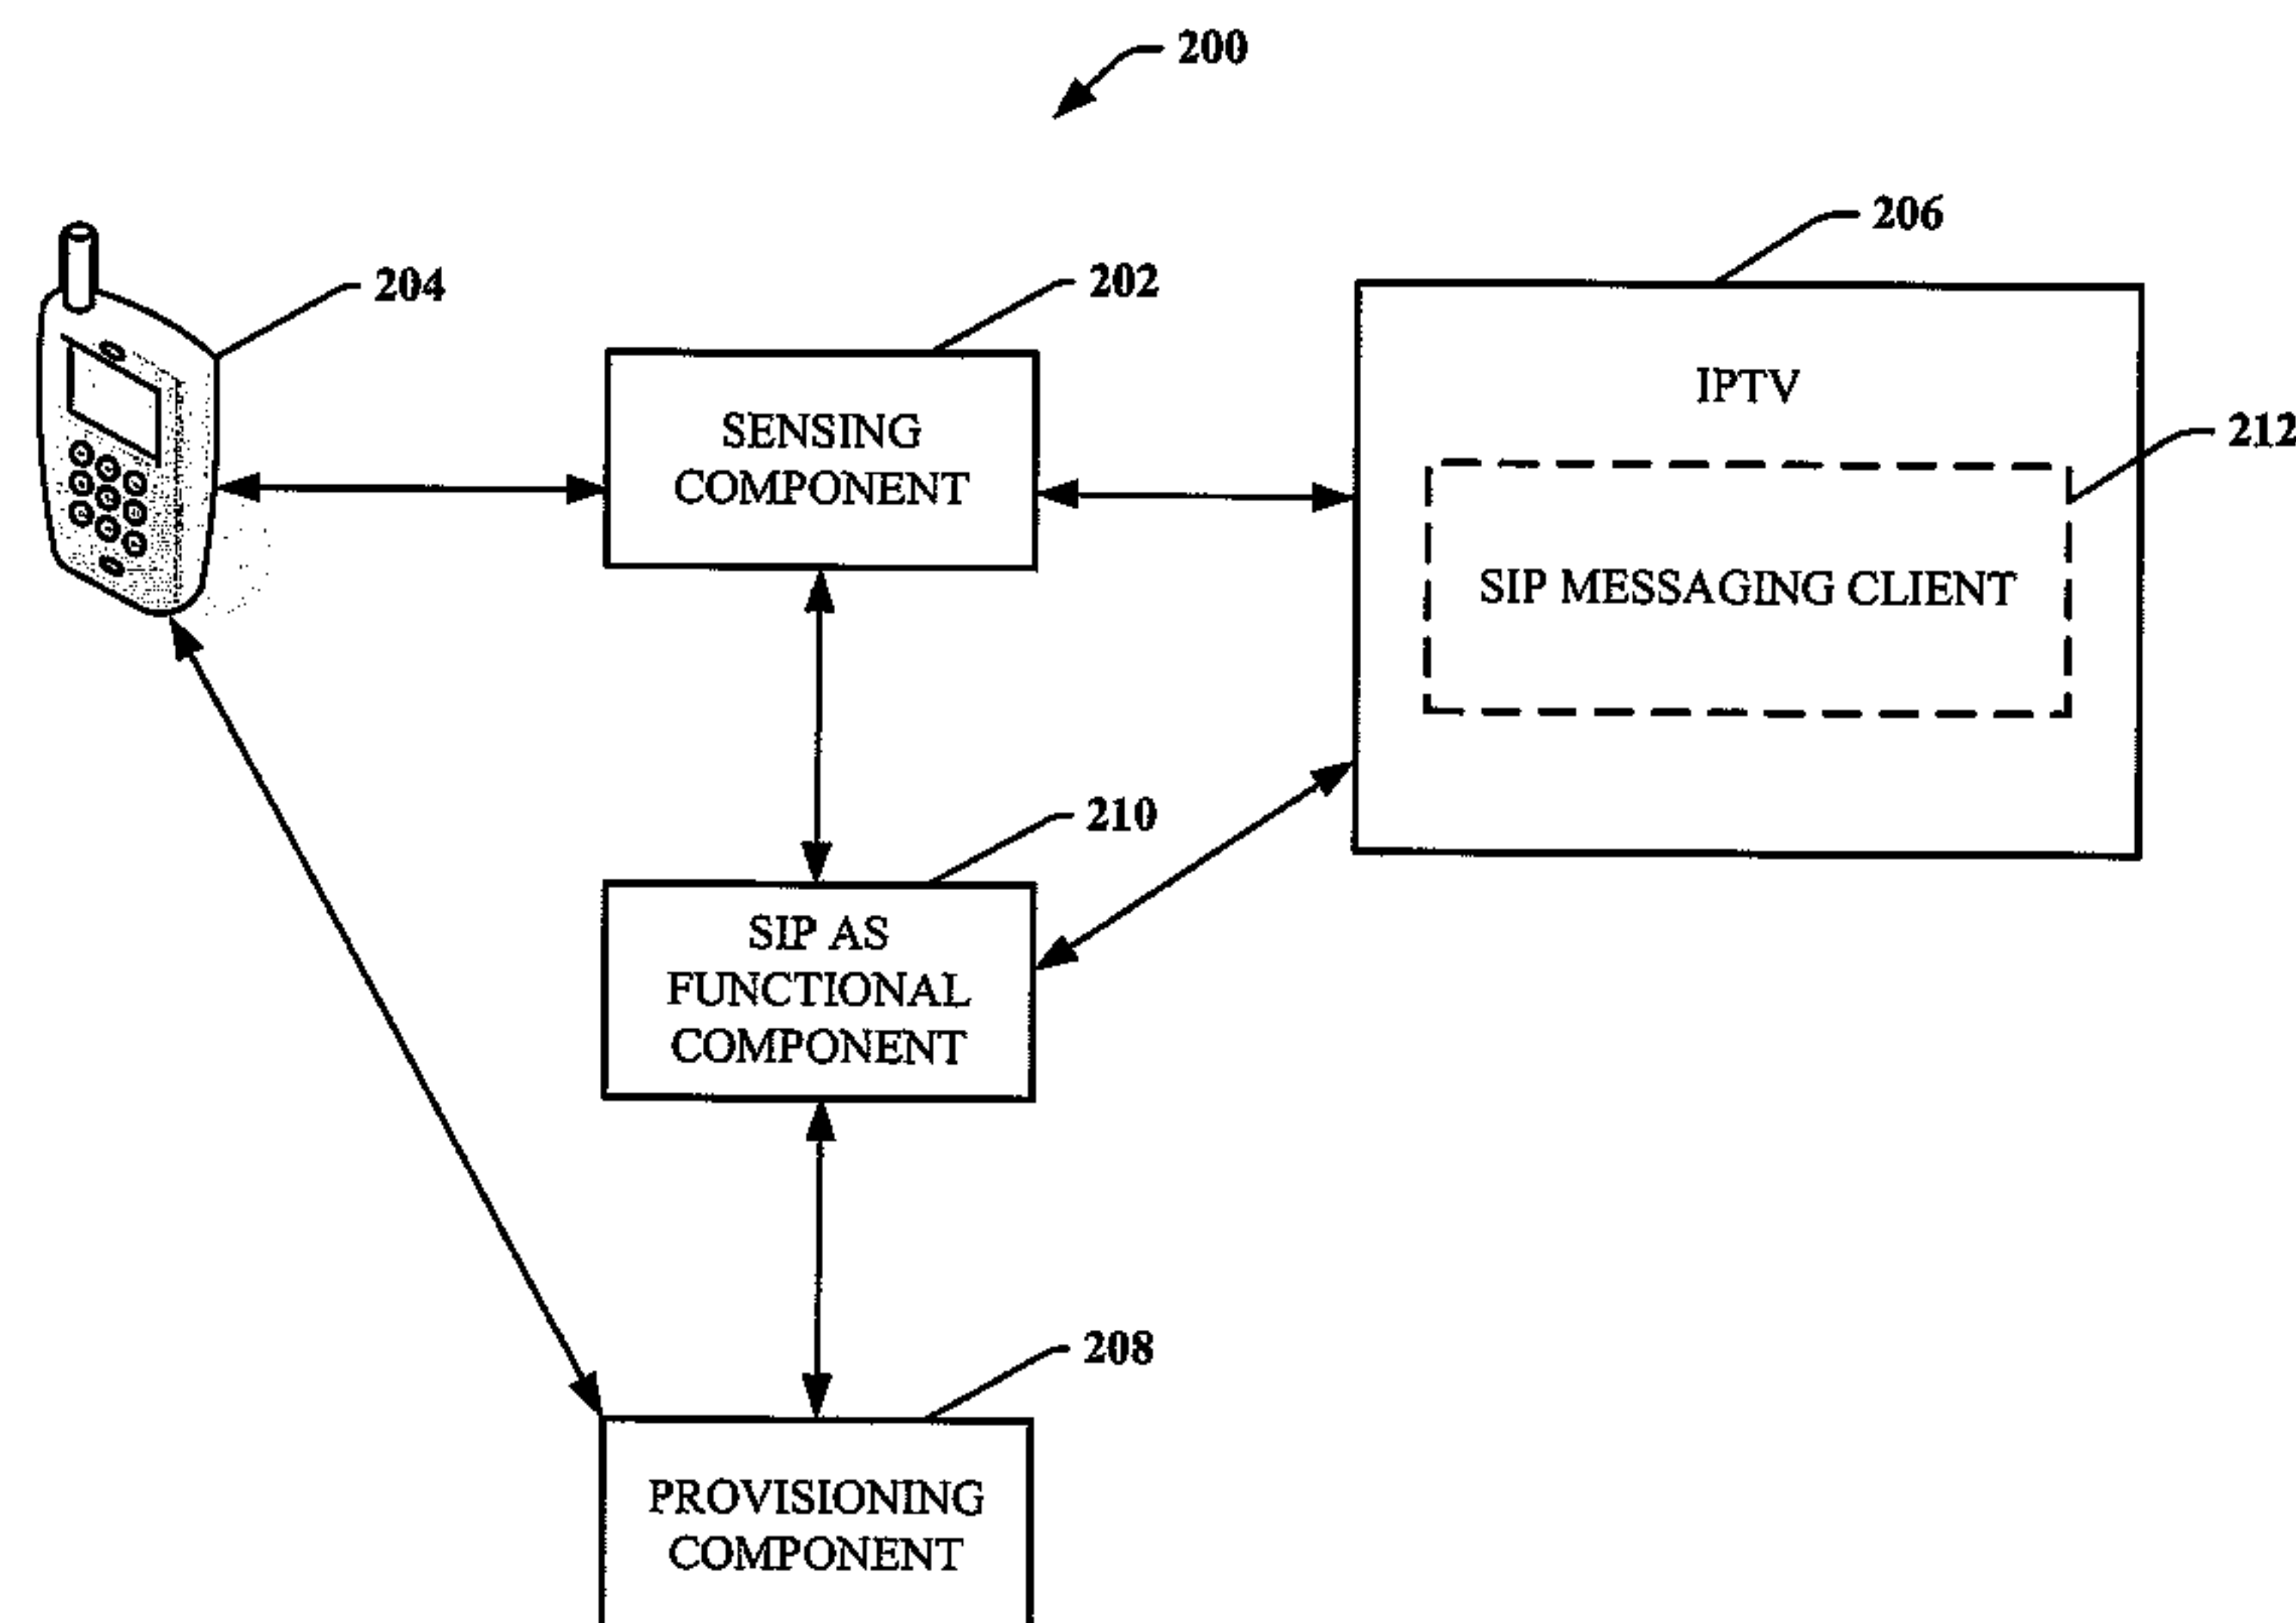 200
206
204
202
IPTV
212
SENSING
COMPONENT
SIP MESSAGING CLIENT
210
SIP AS
FUNCTIONAL
COMPONENT
208
PROVISIONING
COMPONENT